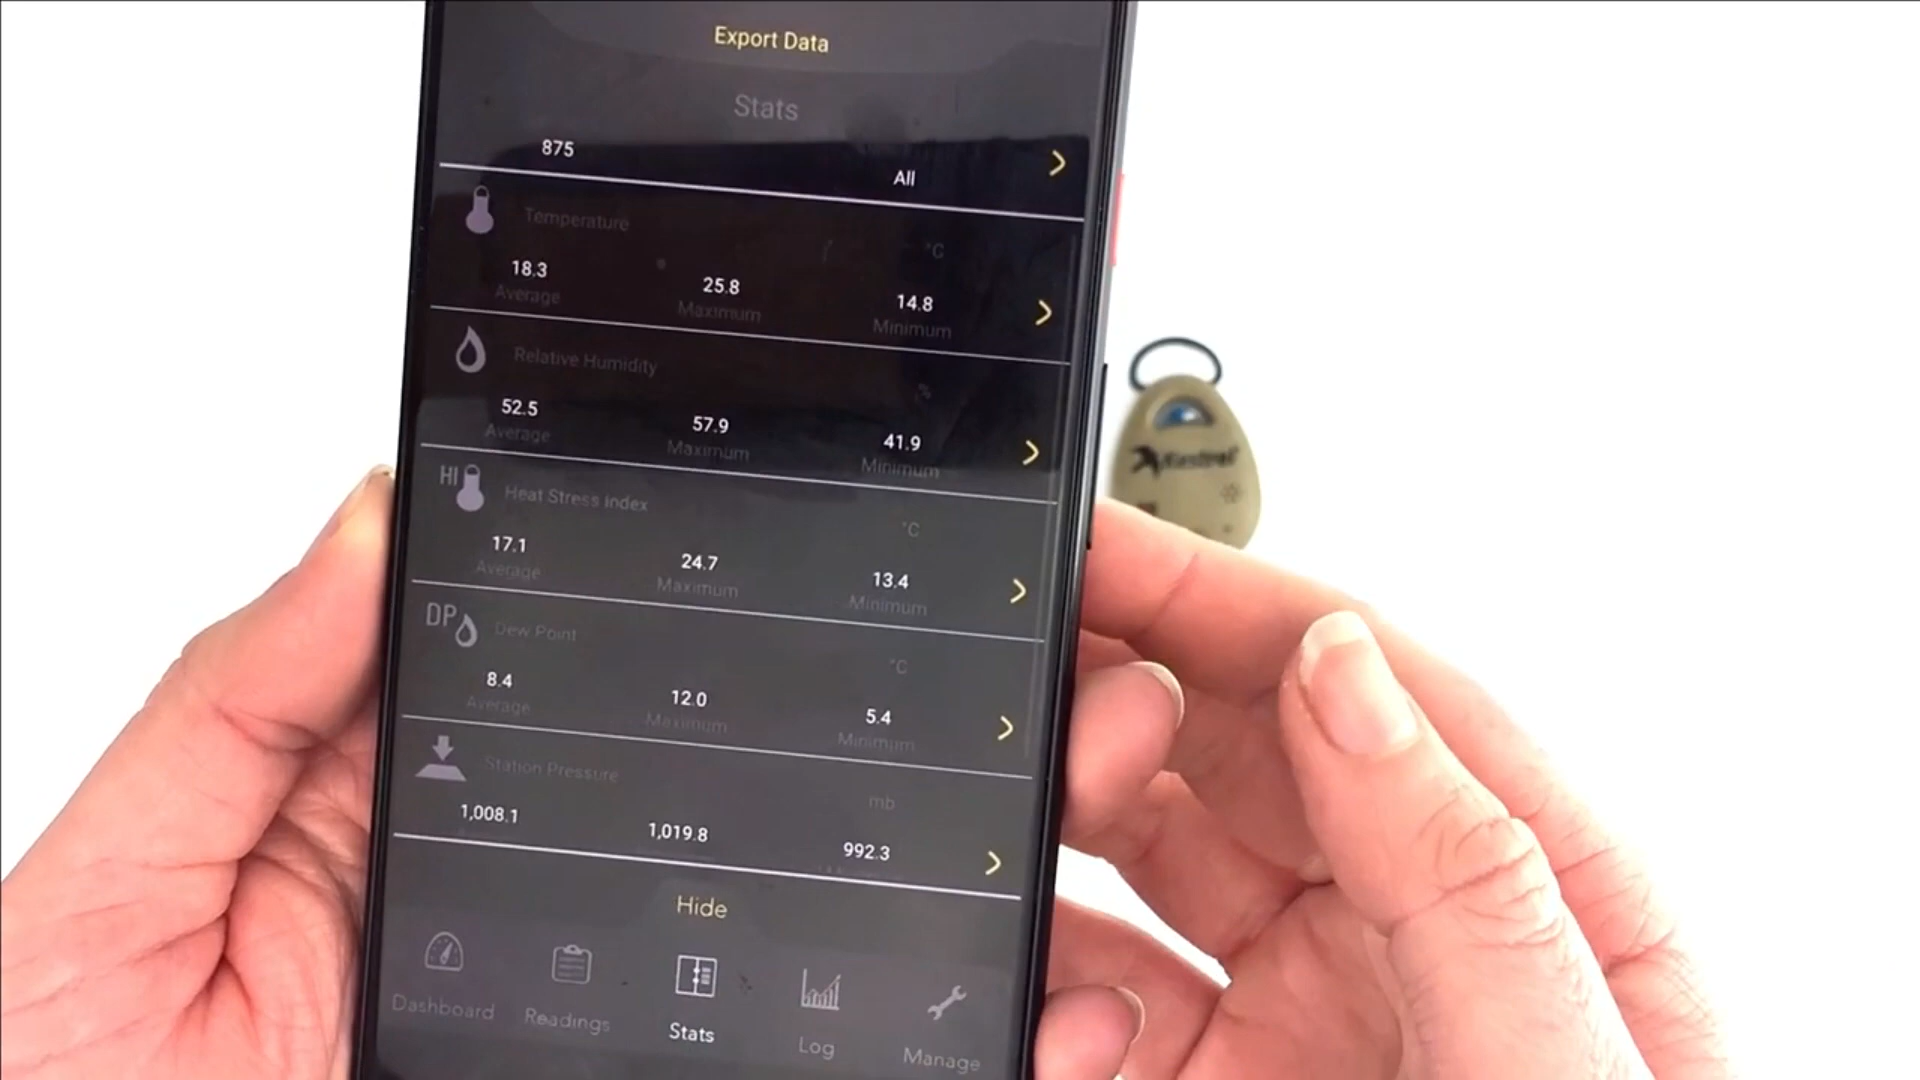 Export Data
Stats
875
All
Temperature
°C
18.3 25.8 14.8
Average Maximum Minimum
Relative Humidity
%
52.5 57.9 41.9
Average Maximum Minimum
HI Heat Stress Index
°C
17.1 24.7 13.4
Average Maximum Minimum
DP Dew Point
°C
8.4 12.0 5.4
Average Maximum Minimum
Station Pressure
mb
1,008.1 1,019.8 992.3
Hide
Dashboard Readings Stats Log Manage
Kestrel